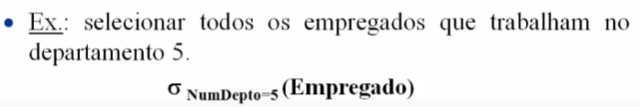 • Ex.: selecionar todos os empregados que trabalham no
departamento 5.
σ NumDepto=5 (Empregado)